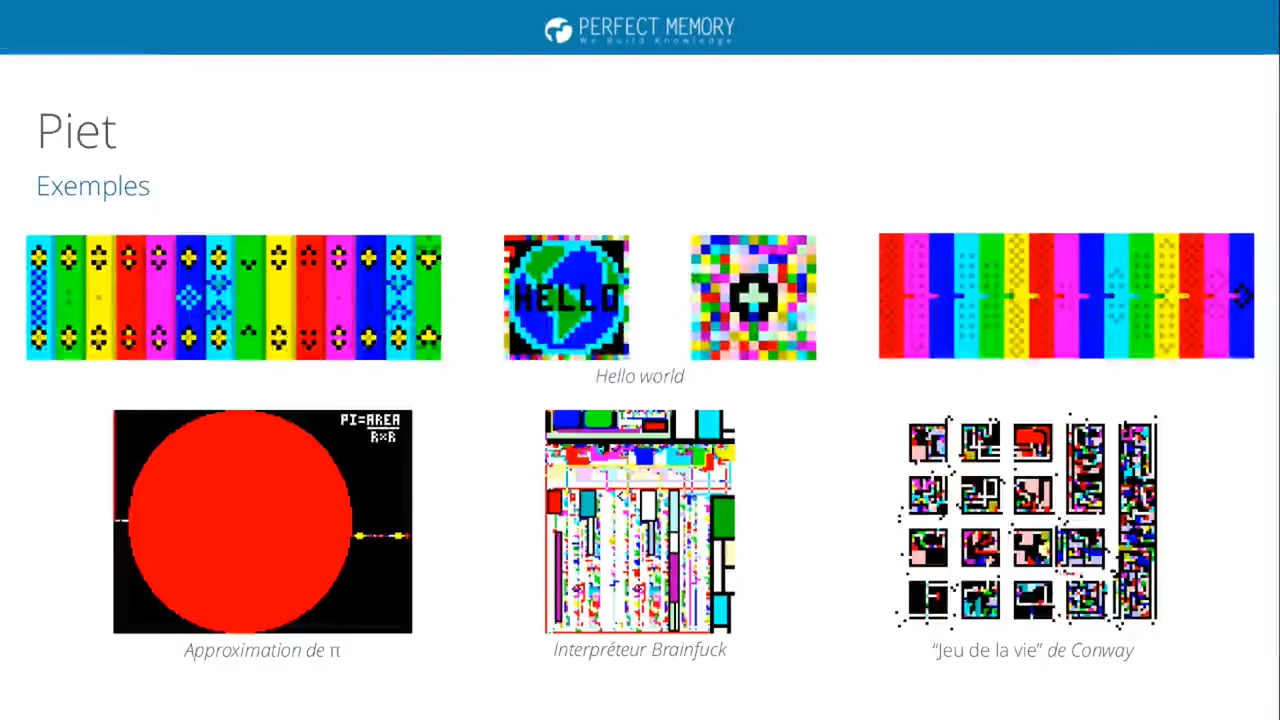 PERFECT MEMORY
We Build Knowledge
Piet
Exemples
HELLO
Hello world
PI=AREA
R×R
Approximation de π
Interpréteur Brainfuck
“Jeu de la vie” de Conway